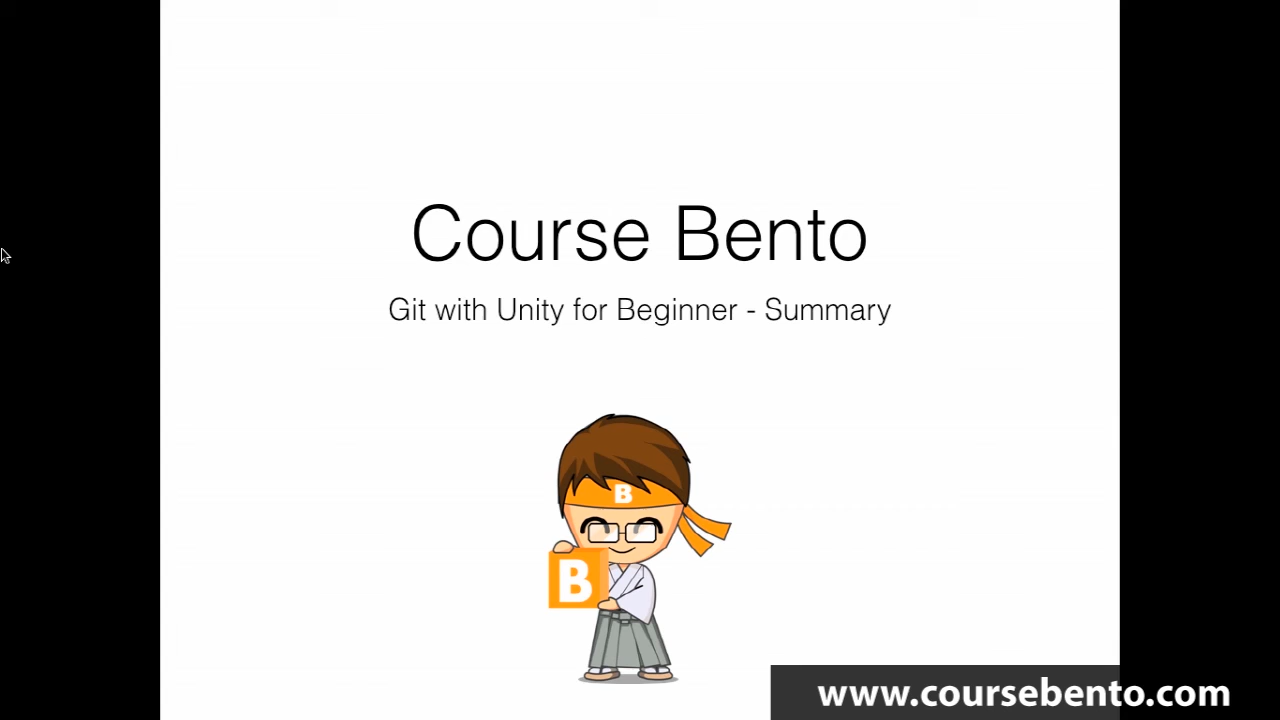 Course Bento
Git with Unity for Beginner - Summary
B
B
www.coursebento.com